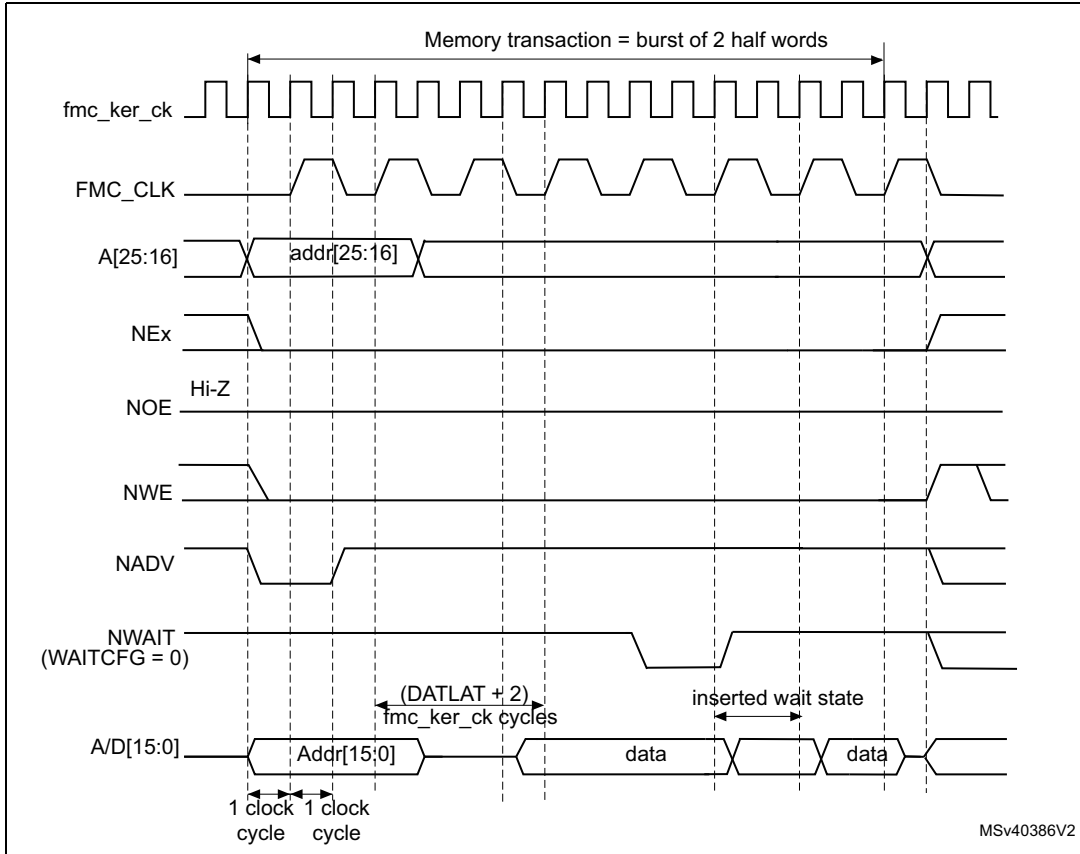 Memory transaction = burst of 2 half words
fmc_ker_ck
FMC_CLK
A[25:16]
addr[25:16]
NEx
Hi-Z
NOE
NWE
NADV
NWAIT
(WAITCFG = 0)
(DATLAT + 2)
fmc_ker_ck cycles
inserted wait state
A/D[15:0]
Addr[15:0]
data
data
1 clock
cycle
1 clock
cycle
MSv40386V2